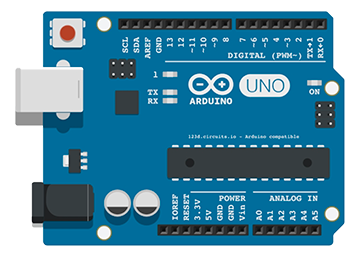 SCL
SDA
AREF
GND
13
12
~11
~10
~9
8
7
~6
~5
4
~3
2
TX→1
RX←0
DIGITAL (PWM~)
1
TX
RX
ARDUINO
UNO
ON
123d.circuits.io - Arduino compatible
POWER
ANALOG IN
IOREF
RESET
3.3V
5V
GND
GND
Vin
A0
A1
A2
A3
A4
A5